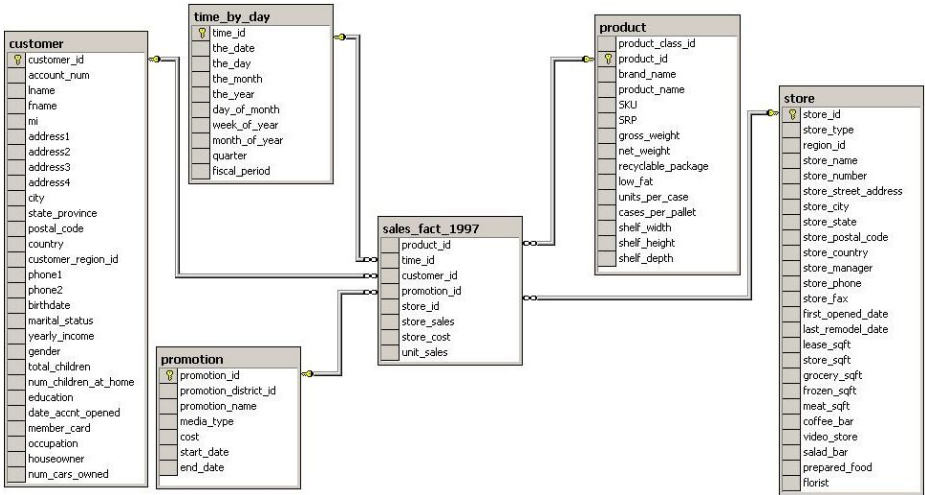 customer
customer_id
account_num
lname
fname
mi
address1
address2
address3
address4
city
state_province
postal_code
country
customer_region_id
phone1
phone2
birthdate
marital_status
yearly_income
gender
total_children
num_children_at_home
education
date_accnt_opened
member_card
occupation
houseowner
num_cars_owned
time_by_day
time_id
the_date
the_day
the_month
the_year
day_of_month
week_of_year
month_of_year
quarter
fiscal_period
promotion
promotion_id
promotion_district_id
promotion_name
media_type
cost
start_date
end_date
sales_fact_1997
product_id
time_id
customer_id
promotion_id
store_id
store_sales
store_cost
unit_sales
product
product_class_id
product_id
brand_name
product_name
SKU
SRP
gross_weight
net_weight
recyclable_package
low_fat
units_per_case
cases_per_pallet
shelf_width
shelf_height
shelf_depth
store
store_id
store_type
region_id
store_name
store_number
store_street_address
store_city
store_state
store_postal_code
store_country
store_manager
store_phone
store_fax
first_opened_date
last_remodel_date
lease_sqft
store_sqft
grocery_sqft
frozen_sqft
meat_sqft
coffee_bar
video_store
salad_bar
prepared_food
florist